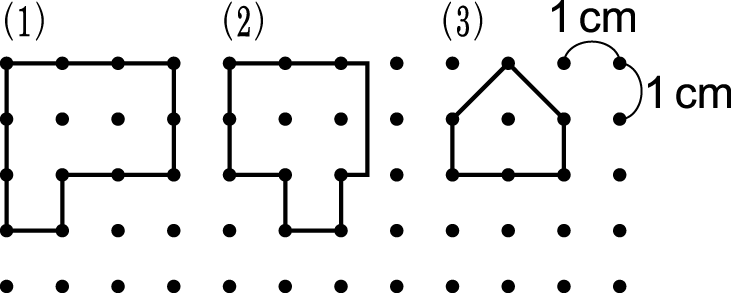 (1)
(2)
(3)
1 cm
1 cm